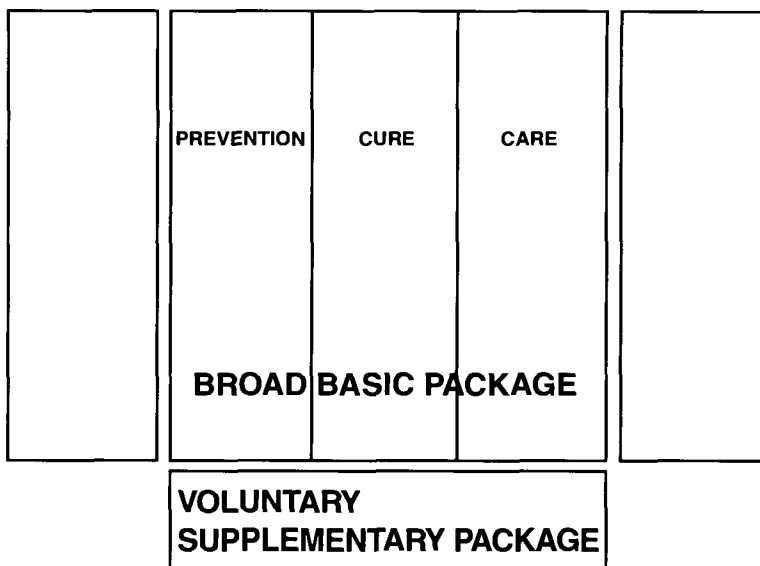 PREVENTION CURE CARE
BROAD BASIC PACKAGE
VOLUNTARY
SUPPLEMENTARY PACKAGE